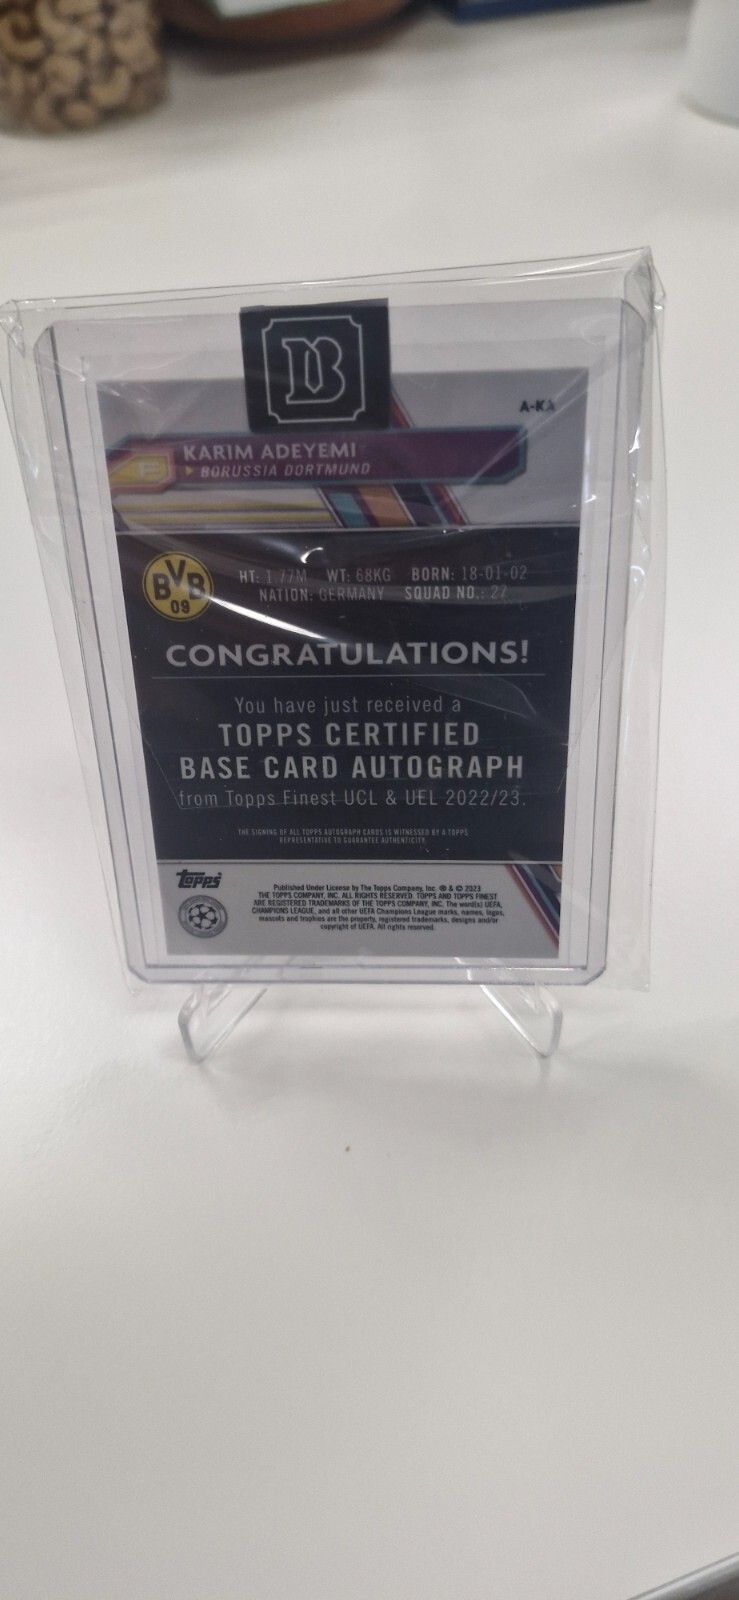 B
A-KA
F
KARIM ADEYEMI
BORUSSIA DORTMUND
BVB
09
HT: 1.77M WT: 68KG BORN: 18-01-02
NATION: GERMANY SQUAD NO.: 27
CONGRATULATIONS!
You have just received a
TOPPS CERTIFIED
BASE CARD AUTOGRAPH
from Topps Finest UCL & UEL 2022/23.
THE SIGNING OF ALL TOPPS AUTOGRAPH CARDS IS WITNESSED BY A TOPPS
REPRESENTATIVE TO GUARANTEE AUTHENTICITY.
Topps
Published Under License by The Topps Company, Inc. ® & © 2023
THE TOPPS COMPANY, INC. ALL RIGHTS RESERVED. TOPPS AND TOPPS FINEST
ARE REGISTERED TRADEMARKS OF THE TOPPS COMPANY, INC. The word(s) UEFA,
CHAMPIONS LEAGUE, and all other UEFA Champions League marks, names, logos,
mascots and trophies are the property, registered trademarks, designs and/or
copyright of UEFA. All rights reserved.